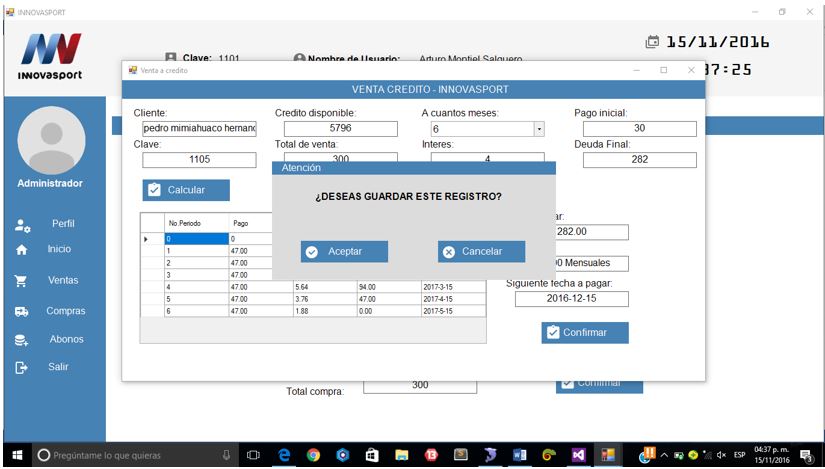 INNOVASPORT
INNOVASPORT
Clave: 1101
Nombre de Usuario: Arturo Montiel Salguero
15/11/2016
37:25
Administrador
Perfil
Inicio
Ventas
Compras
Abonos
Salir
Venta a credito
VENTA CREDITO - INNOVASPORT
Cliente:
Credito disponible:
A cuantos meses:
Pago inicial:
pedro mimiahuaco hernand
5796
6
30
Clave:
Total de venta:
Interes:
Deuda Final:
1105
300
4
282
Calcular
Atención
¿DESEAS GUARDAR ESTE REGISTRO?
Aceptar
Cancelar
No.Periodo Pago
0 0
1 47.00
2 47.00
3 47.00
4 47.00 5.64 94.00 2017-3-15
5 47.00 3.76 47.00 2017-4-15
6 47.00 1.88 0.00 2017-5-15
ar:
282.00
00 Mensuales
Siguiente fecha a pagar:
2016-12-15
Confirmar
Total compra:
300
Confirmar
Pregúntame lo que quieras
ESP
04:37 p. m.
15/11/2016
3